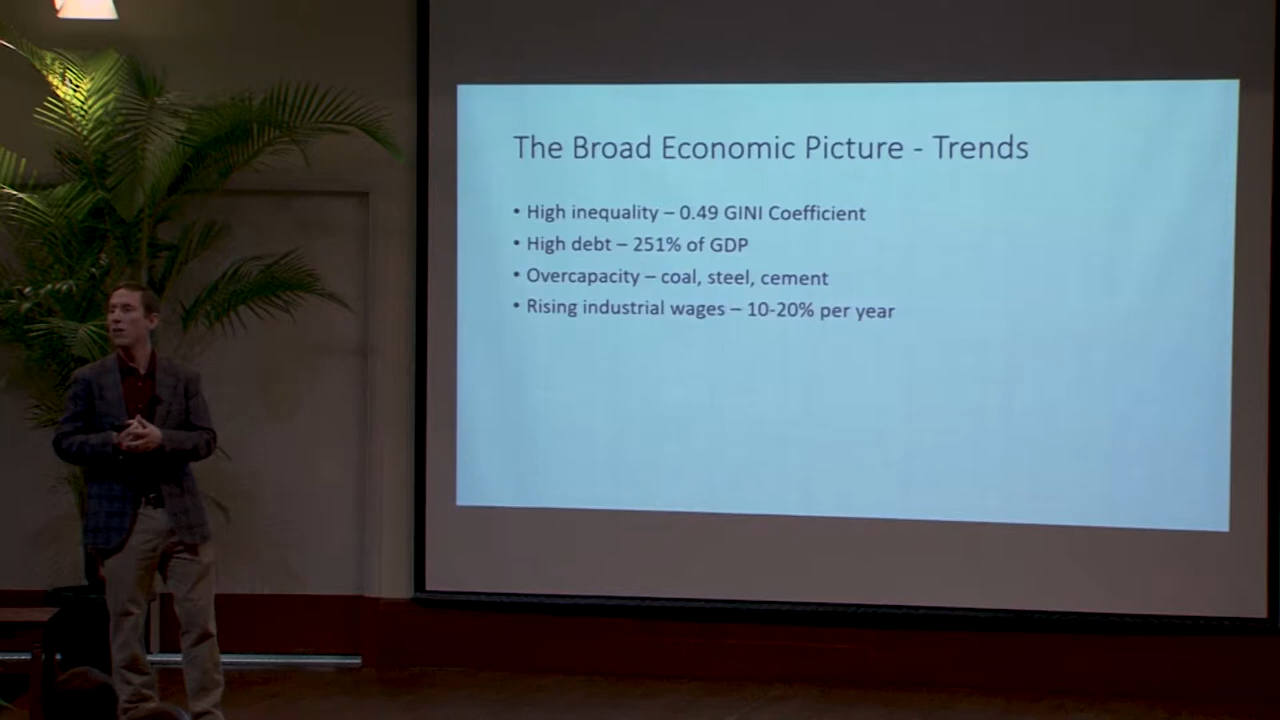 The Broad Economic Picture - Trends
• High inequality – 0.49 GINI Coefficient
• High debt – 251% of GDP
• Overcapacity – coal, steel, cement
• Rising industrial wages – 10-20% per year